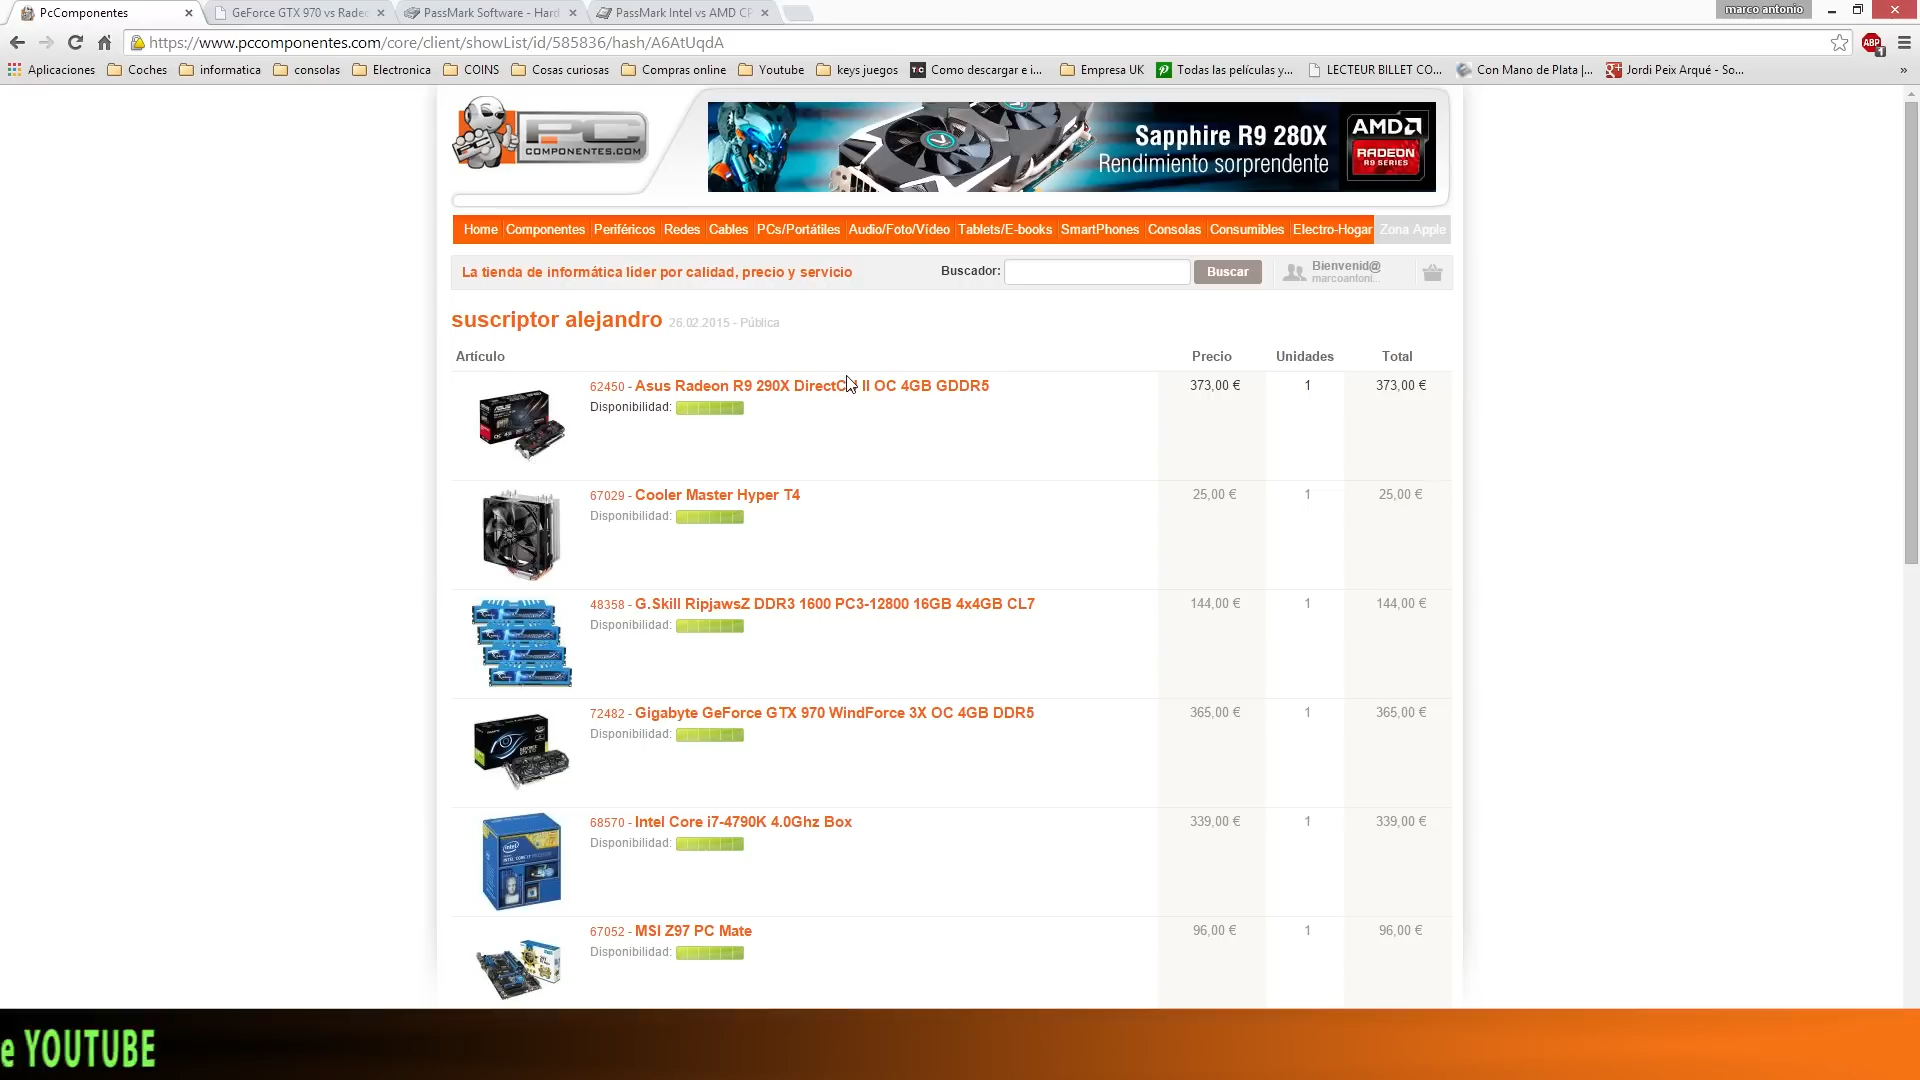 PcComponentes
GeForce GTX 970 vs Radeo
PassMark Software - Hard
PassMark Intel vs AMD CP
marco antonio
https://www.pccomponentes.com/core/client/showList/id/585836/hash/A6AtUqdA
ABP
1
Aplicaciones
Coches
informatica
consolas
Electronica
COINS
Cosas curiosas
Compras online
Youtube
keys juegos
Como descargar e i...
Empresa UK
Todas las películas y...
LECTEUR BILLET CO...
Con Mano de Plata |...
Jordi Peix Arqué - So...
»
PC
COMPONENTES.COM
Sapphire R9 280X
Rendimiento sorprendente
AMD
RADEON
R9 SERIES
Home Componentes Periféricos Redes Cables PCs/Portátiles Audio/Foto/Vídeo Tablets/E-books SmartPhones Consolas Consumibles Electro-Hogar Zona Apple
La tienda de informática líder por calidad, precio y servicio
Buscador:
Buscar
Bienvenid@
marcoantoni...
suscriptor alejandro 26.02.2015 - Pública
Artículo Precio Unidades Total
62450 - Asus Radeon R9 290X DirectCU II OC 4GB GDDR5 373,00 € 1 373,00 €
Disponibilidad:
67029 - Cooler Master Hyper T4 25,00 € 1 25,00 €
Disponibilidad:
48358 - G.Skill RipjawsZ DDR3 1600 PC3-12800 16GB 4x4GB CL7 144,00 € 1 144,00 €
Disponibilidad:
72482 - Gigabyte GeForce GTX 970 WindForce 3X OC 4GB DDR5 365,00 € 1 365,00 €
Disponibilidad:
68570 - Intel Core i7-4790K 4.0Ghz Box 339,00 € 1 339,00 €
Disponibilidad:
67052 - MSI Z97 PC Mate 96,00 € 1 96,00 €
Disponibilidad:
e YOUTUBE